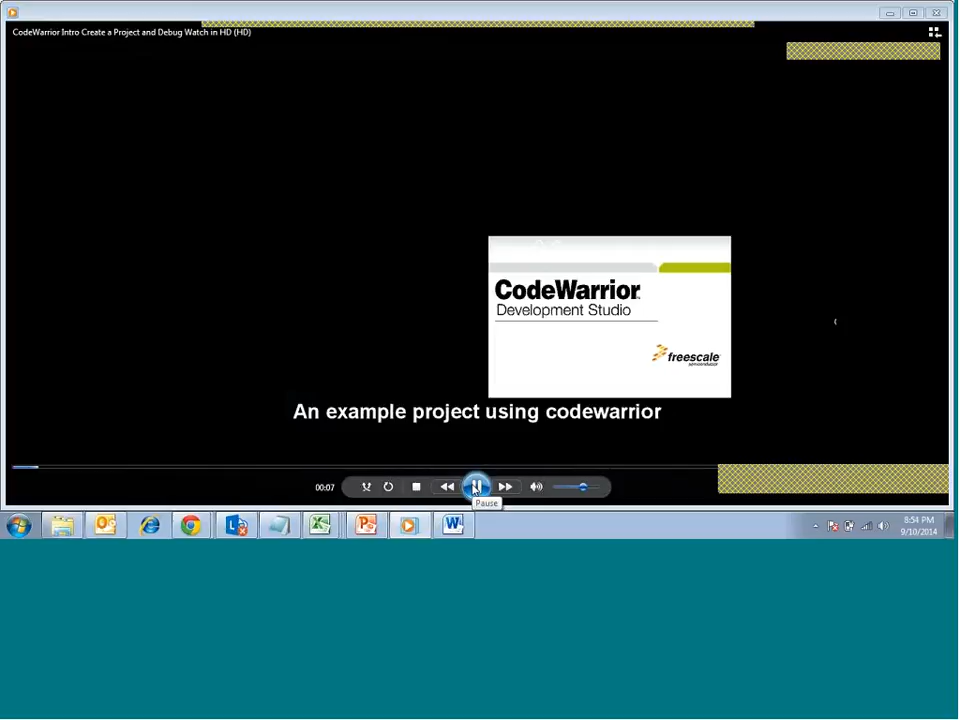 CodeWarrior Intro Create a Project and Debug Watch in HD (HD)
CodeWarrior
Development Studio
freescale
semiconductor
An example project using codewarrior
00:07
Pause
8:54 PM
9/10/2014